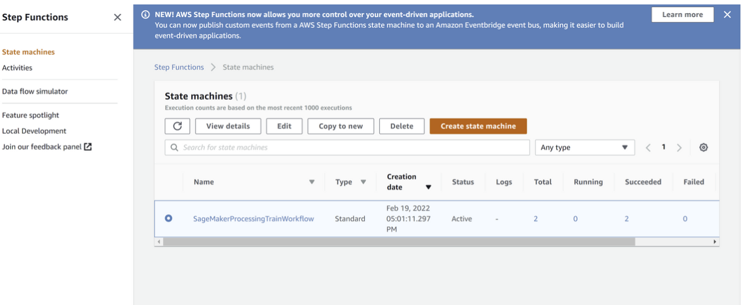 Step Functions
State machines
Activities
Data flow simulator
Feature spotlight
Local Development
Join our feedback panel
NEW! AWS Step Functions now allows you more control over your event-driven applications.
You can now publish custom events from a AWS Step Functions state machine to an Amazon Eventbridge event bus, making it easier to build
event-driven applications.
Learn more
Step Functions > State machines
State machines (1)
Execution counts are based on the most recent 1000 executions
View details Edit Copy to new Delete Create state machine
Search for state machines Any type 1
Name Type Creation date Status Logs Total Running Succeeded Failed
SageMakerProcessingTrainWorkflow Standard Feb 19, 2022 05:01:11.297 PM Active - 2 0 2 0